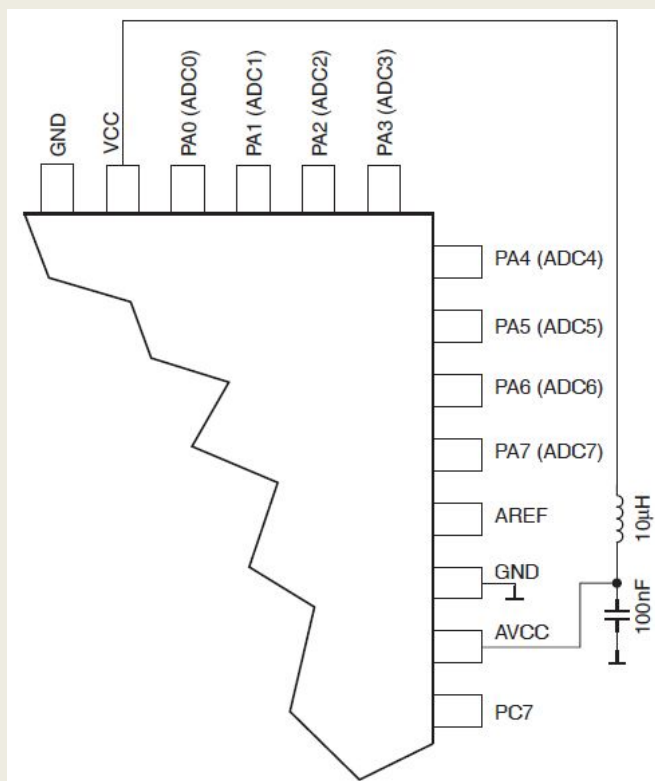 GND
VCC
PA0 (ADC0)
PA1 (ADC1)
PA2 (ADC2)
PA3 (ADC3)
PA4 (ADC4)
PA5 (ADC5)
PA6 (ADC6)
PA7 (ADC7)
AREF
GND
AVCC
PC7
10µH
100nF